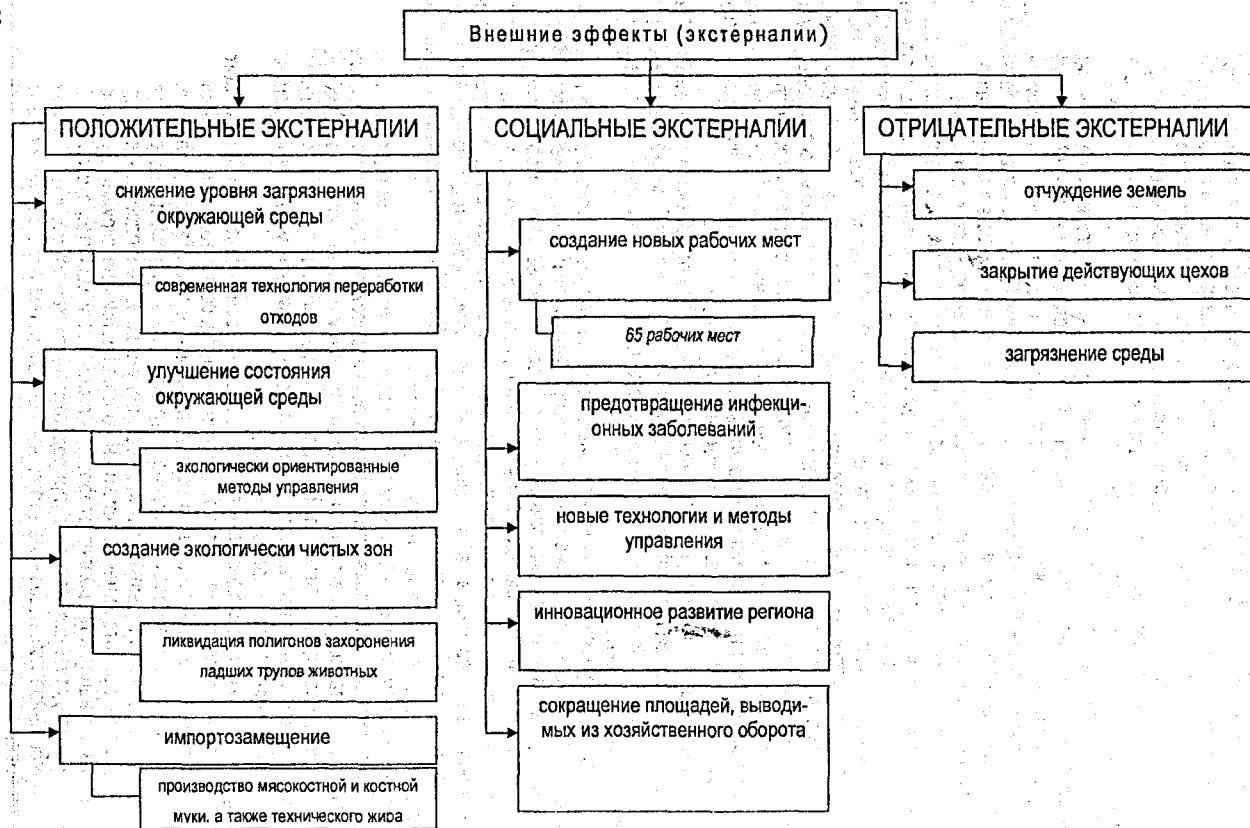 Внешние эффекты (экстерналии)
ПОЛОЖИТЕЛЬНЫЕ ЭКСТЕРНАЛИИ
снижение уровня загрязнения
окружающей среды
современная технология переработки
отходов
улучшение состояния
окружающей среды
экологически ориентированные
методы управления
создание экологически чистых зон
ликвидация полигонов захоронения
падших трупов животных
импортозамещение
производство мясокостной и костной
муки, а также технического жира
СОЦИАЛЬНЫЕ ЭКСТЕРНАЛИИ
создание новых рабочих мест
65 рабочих мест
предотвращение инфекци-
онных заболеваний
новые технологии и методы
управления
инновационное развитие региона
сокращение площадей, выводи-
мых из хозяйственного оборота
ОТРИЦАТЕЛЬНЫЕ ЭКСТЕРНАЛИИ
отчуждение земель
закрытие действующих цехов
загрязнение среды